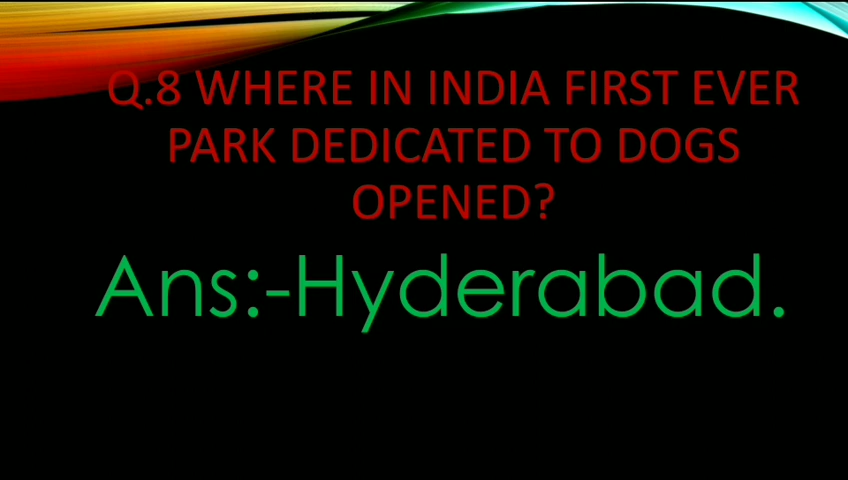 Q.8 WHERE IN INDIA FIRST EVER
PARK DEDICATED TO DOGS
OPENED?
Ans:-Hyderabad.